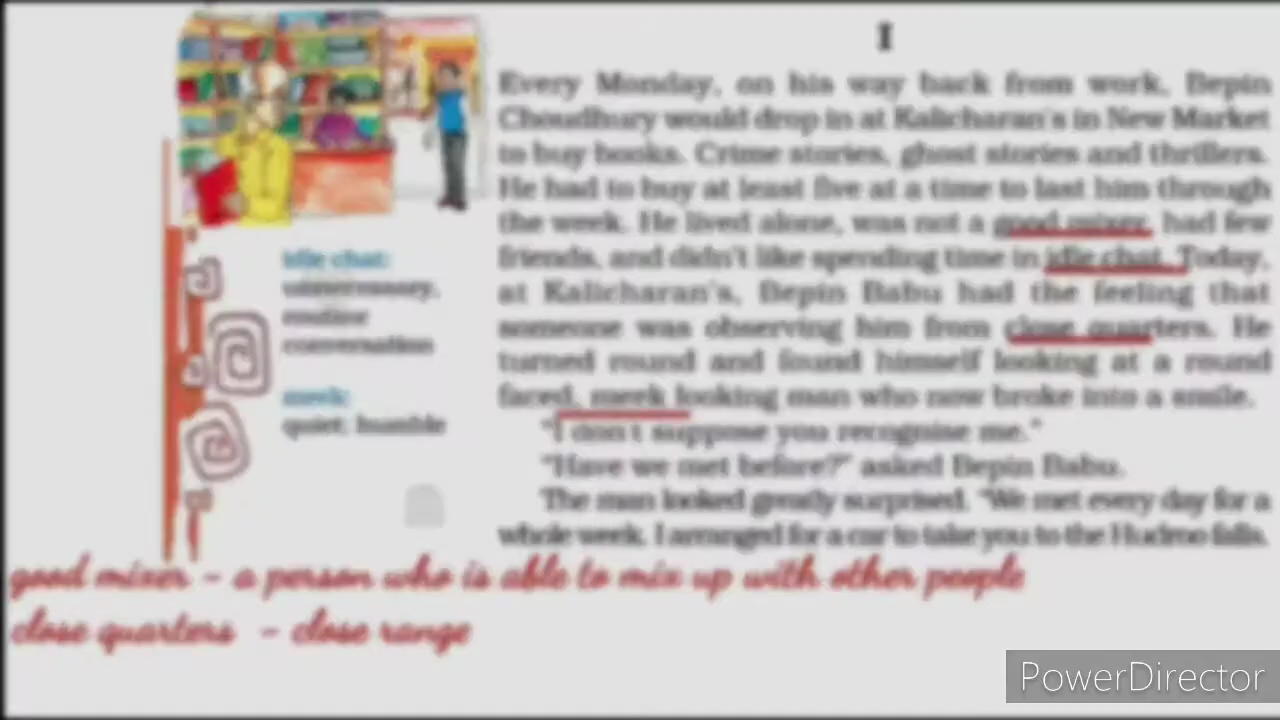 I
Every Monday, on his way back from work, Bepin
Choudhury would drop in at Kalicharan's in New Market
to buy books. Crime stories, ghost stories and thrillers.
He had to buy at least five at a time to last him through
the week. He lived alone, was not a good mixer, had few
friends, and didn't like spending time in idle chat. Today,
at Kalicharan's, Bepin Babu had the feeling that
someone was observing him from close quarters. He
turned round and found himself looking at a round
faced, meek looking man who now broke into a smile.
"I don't suppose you recognise me."
"Have we met before?" asked Bepin Babu.
The man looked greatly surprised. "We met every day for a
whole week. I arranged for a car to take you to the Hudroo falls.
idle chat:
unnecessary,
routine
conversation
meek:
quiet; humble
good mixer - a person who is able to mix up with other people
close quarters - close range
PowerDirector